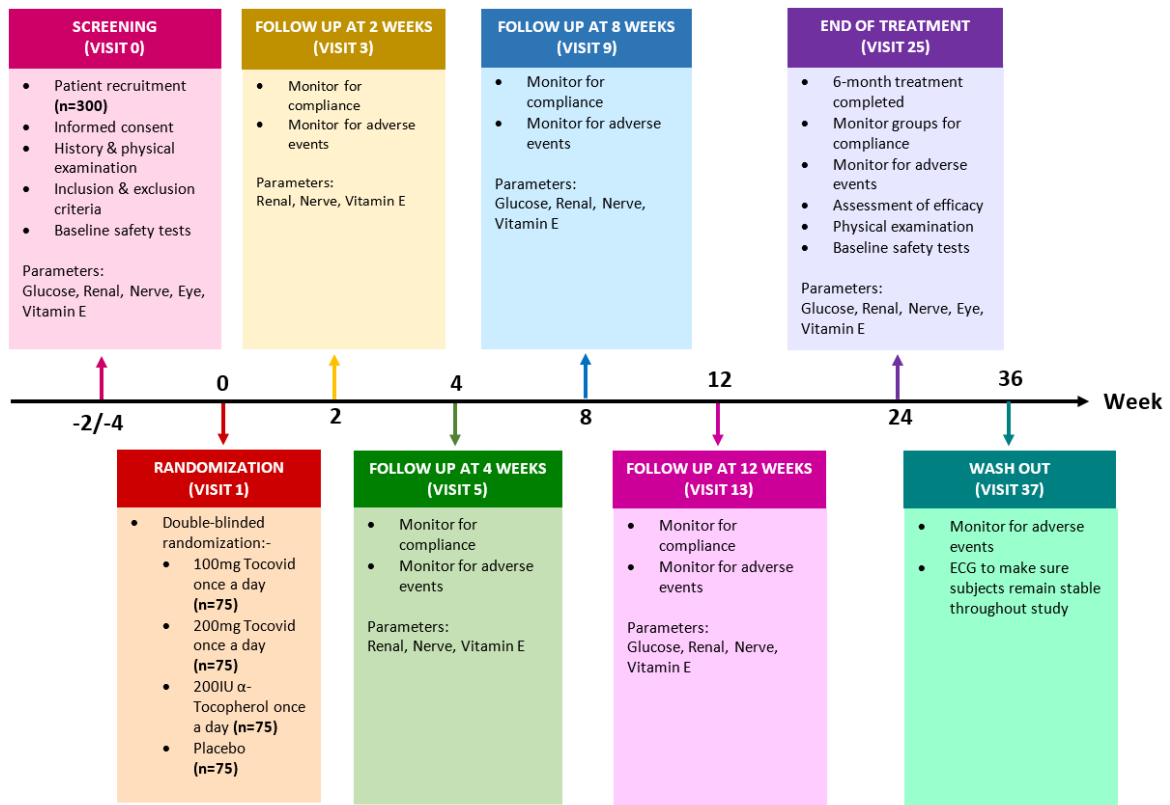 SCREENING
(VISIT 0)
• Patient recruitment
(n=300)
• Informed consent
• History & physical
examination
• Inclusion & exclusion
criteria
• Baseline safety tests
Parameters:
Glucose, Renal, Nerve, Eye,
Vitamin E
FOLLOW UP AT 2 WEEKS
(VISIT 3)
• Monitor for
compliance
• Monitor for adverse
events
Parameters:
Renal, Nerve, Vitamin E
FOLLOW UP AT 8 WEEKS
(VISIT 9)
• Monitor for
compliance
• Monitor for adverse
events
Parameters:
Glucose, Renal, Nerve,
Vitamin E
END OF TREATMENT
(VISIT 25)
• 6-month treatment
completed
• Monitor groups for
compliance
• Monitor for adverse
events
• Assessment of efficacy
• Physical examination
• Baseline safety tests
Parameters:
Glucose, Renal, Nerve, Eye,
Vitamin E
0
4
12
36
-2/-4
2
8
24
Week
RANDOMIZATION
(VISIT 1)
• Double-blinded
randomization:-
• 100mg Tocovid
once a day
(n=75)
• 200mg Tocovid
once a day
(n=75)
• 200IU α-
Tocopherol once
a day (n=75)
• Placebo
(n=75)
FOLLOW UP AT 4 WEEKS
(VISIT 5)
• Monitor for
compliance
• Monitor for adverse
events
Parameters:
Renal, Nerve, Vitamin E
FOLLOW UP AT 12 WEEKS
(VISIT 13)
• Monitor for
compliance
• Monitor for adverse
events
Parameters:
Glucose, Renal, Nerve,
Vitamin E
WASH OUT
(VISIT 37)
• Monitor for adverse
events
• ECG to make sure
subjects remain stable
throughout study